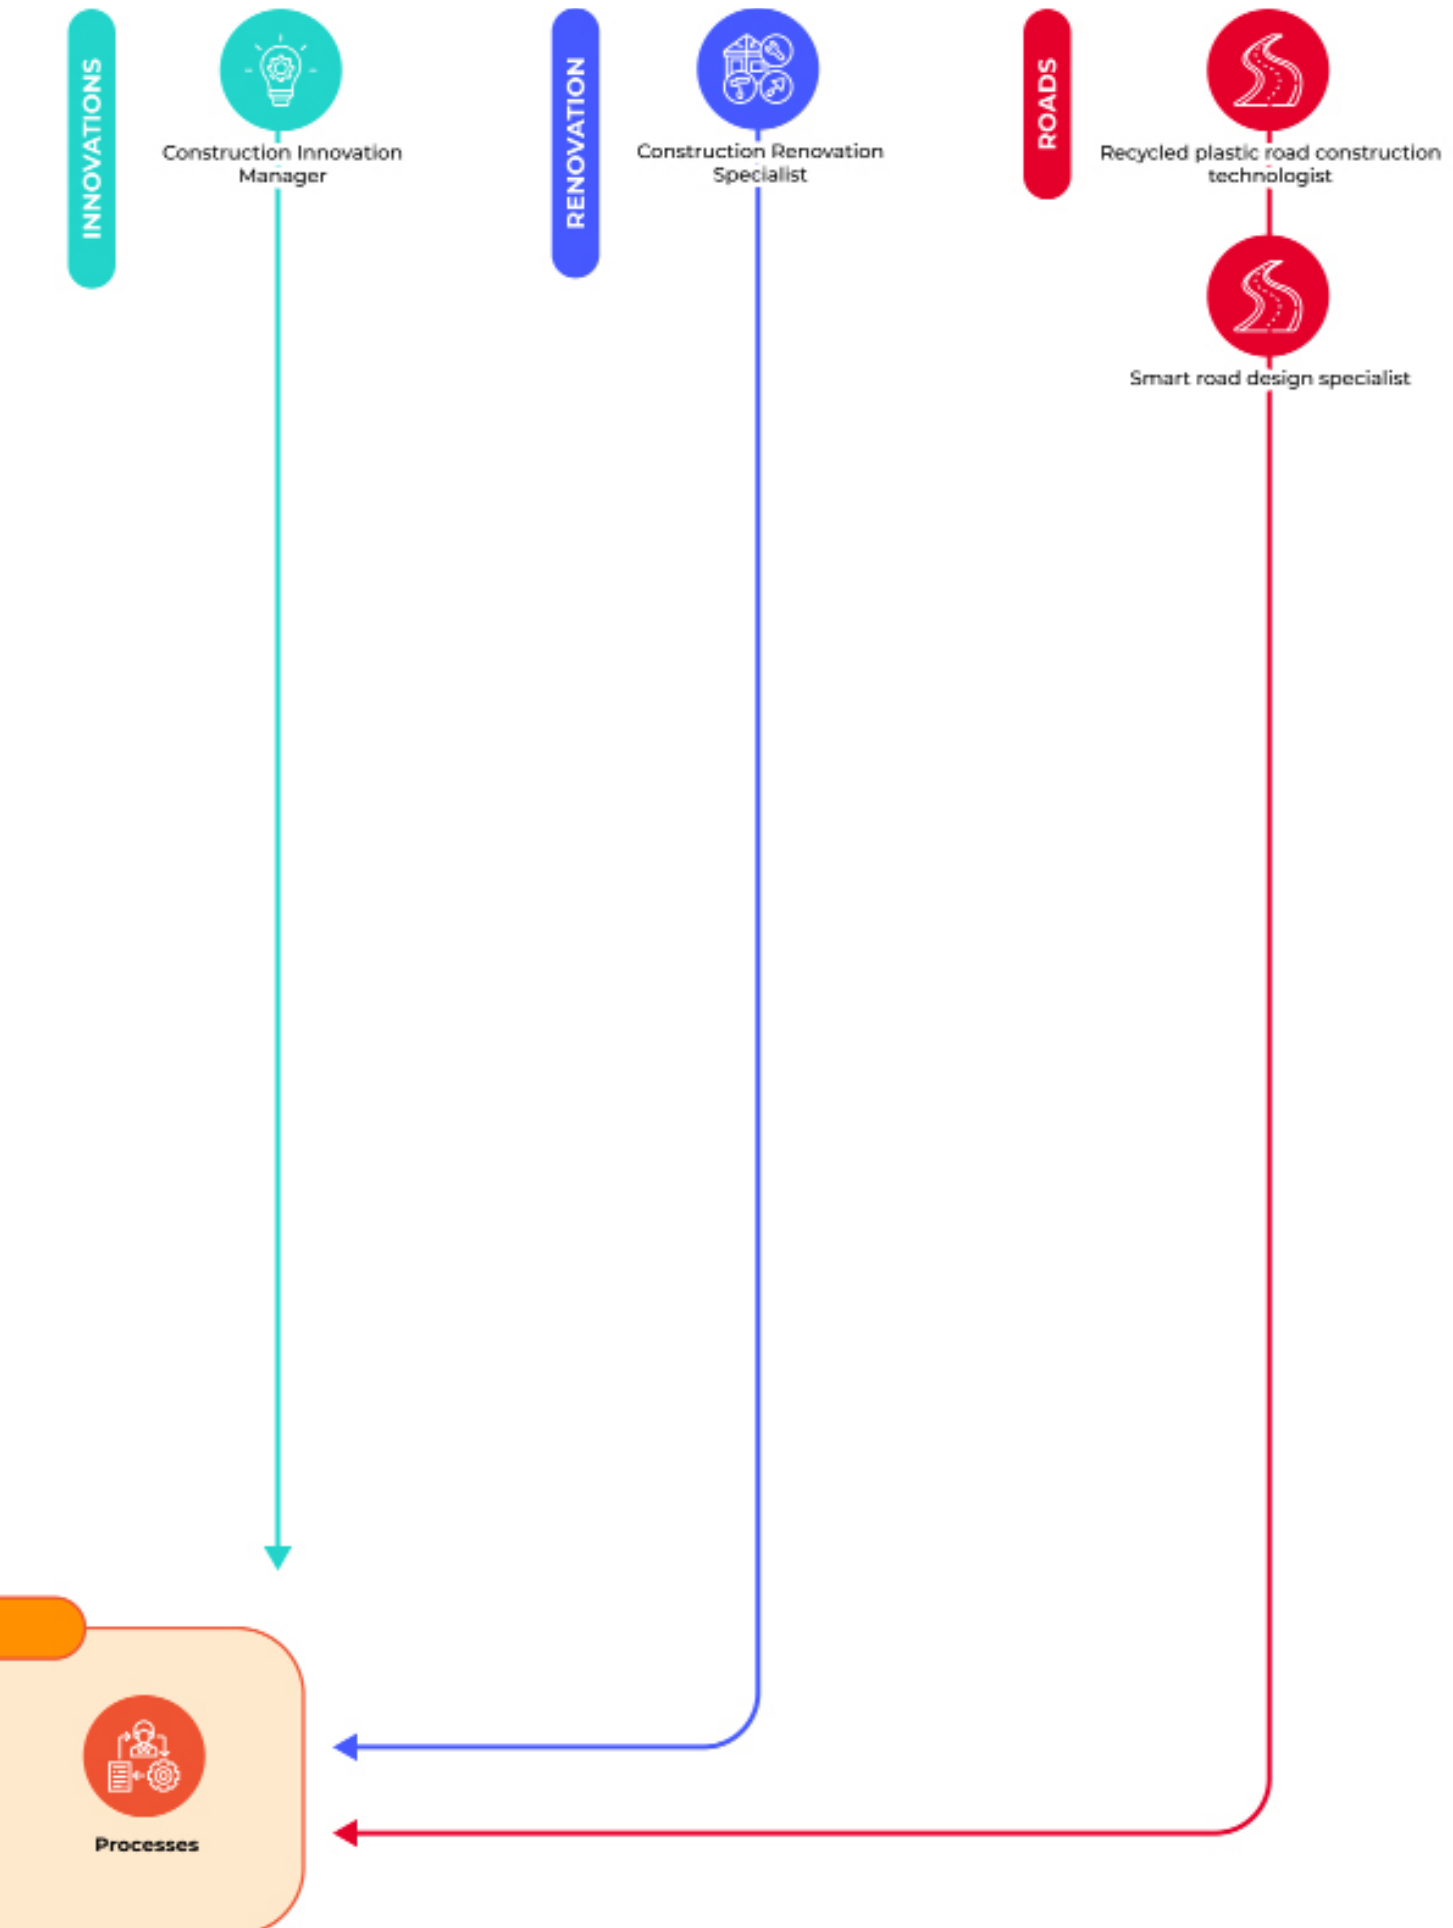 INNOVATIONS
Construction Innovation
Manager
RENOVATION
Construction Renovation
Specialist
ROADS
Recycled plastic road construction
technologist
Smart road design specialist
Processes